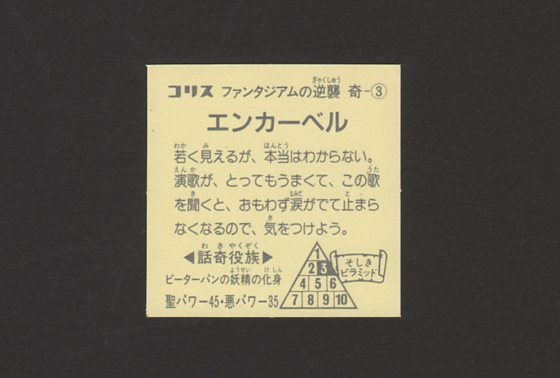 コリス ファンタジアムの逆襲 奇-③
エンカーベル
若く見えるが、本当はわからない。
演歌が、とってもうまくて、この歌
を聞くと、おもわず涙がでて止まら
なくなるので、気をつけよう。
◀話奇役族▶
ピーターパンの妖精の化身
聖パワー45・悪パワー35
1
2 3
4 5 6
7 8 9 10
そしき
ピラミッド